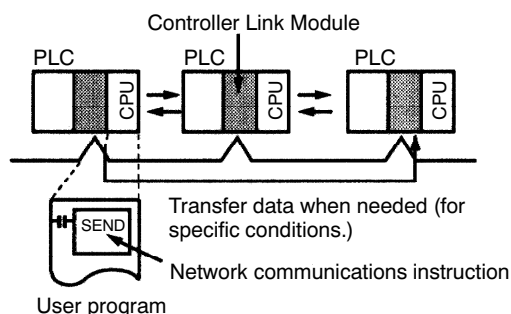 Controller Link Module
PLC
PLC
PLC
CPU
CPU
CPU
Transfer data when needed (for
specific conditions.)
SEND
Network communications instruction
User program